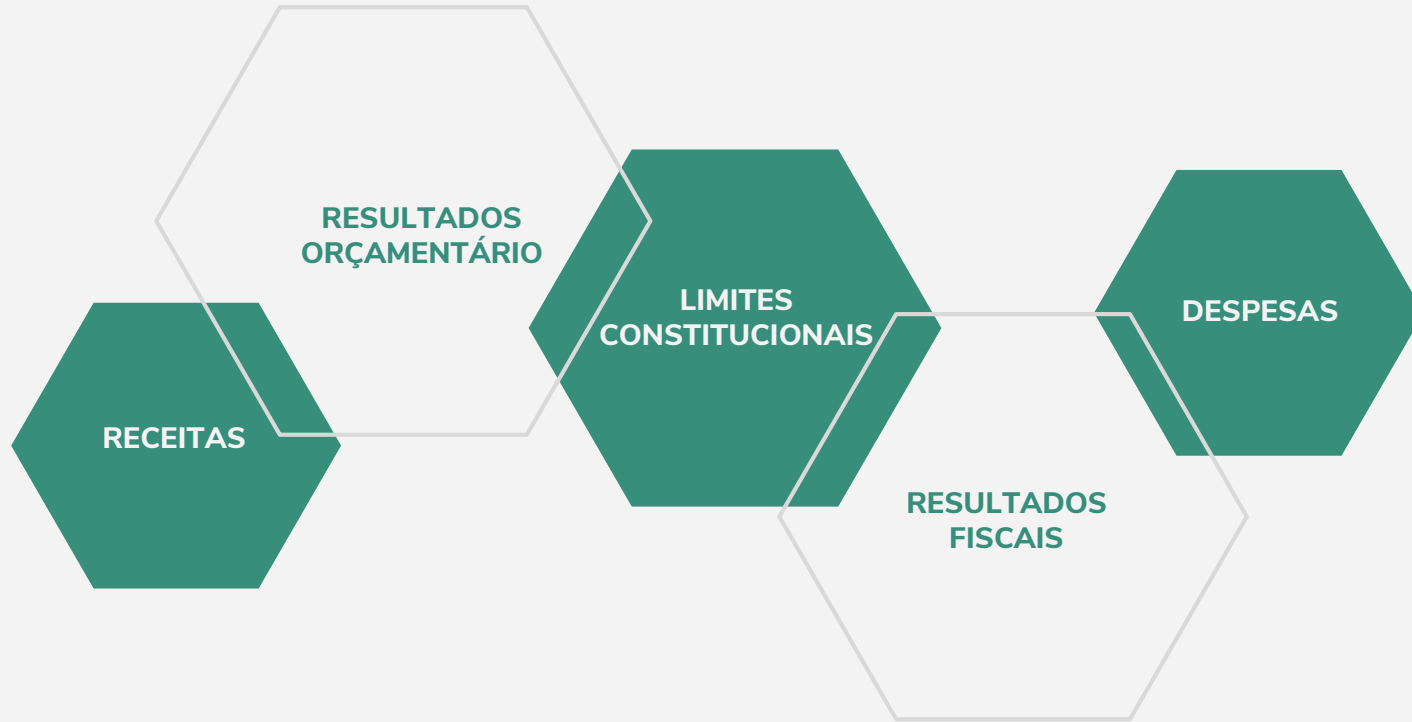 RECEITAS
RESULTADOS
ORÇAMENTÁRIO
LIMITES
CONSTITUCIONAIS
RESULTADOS
FISCAIS
DESPESAS